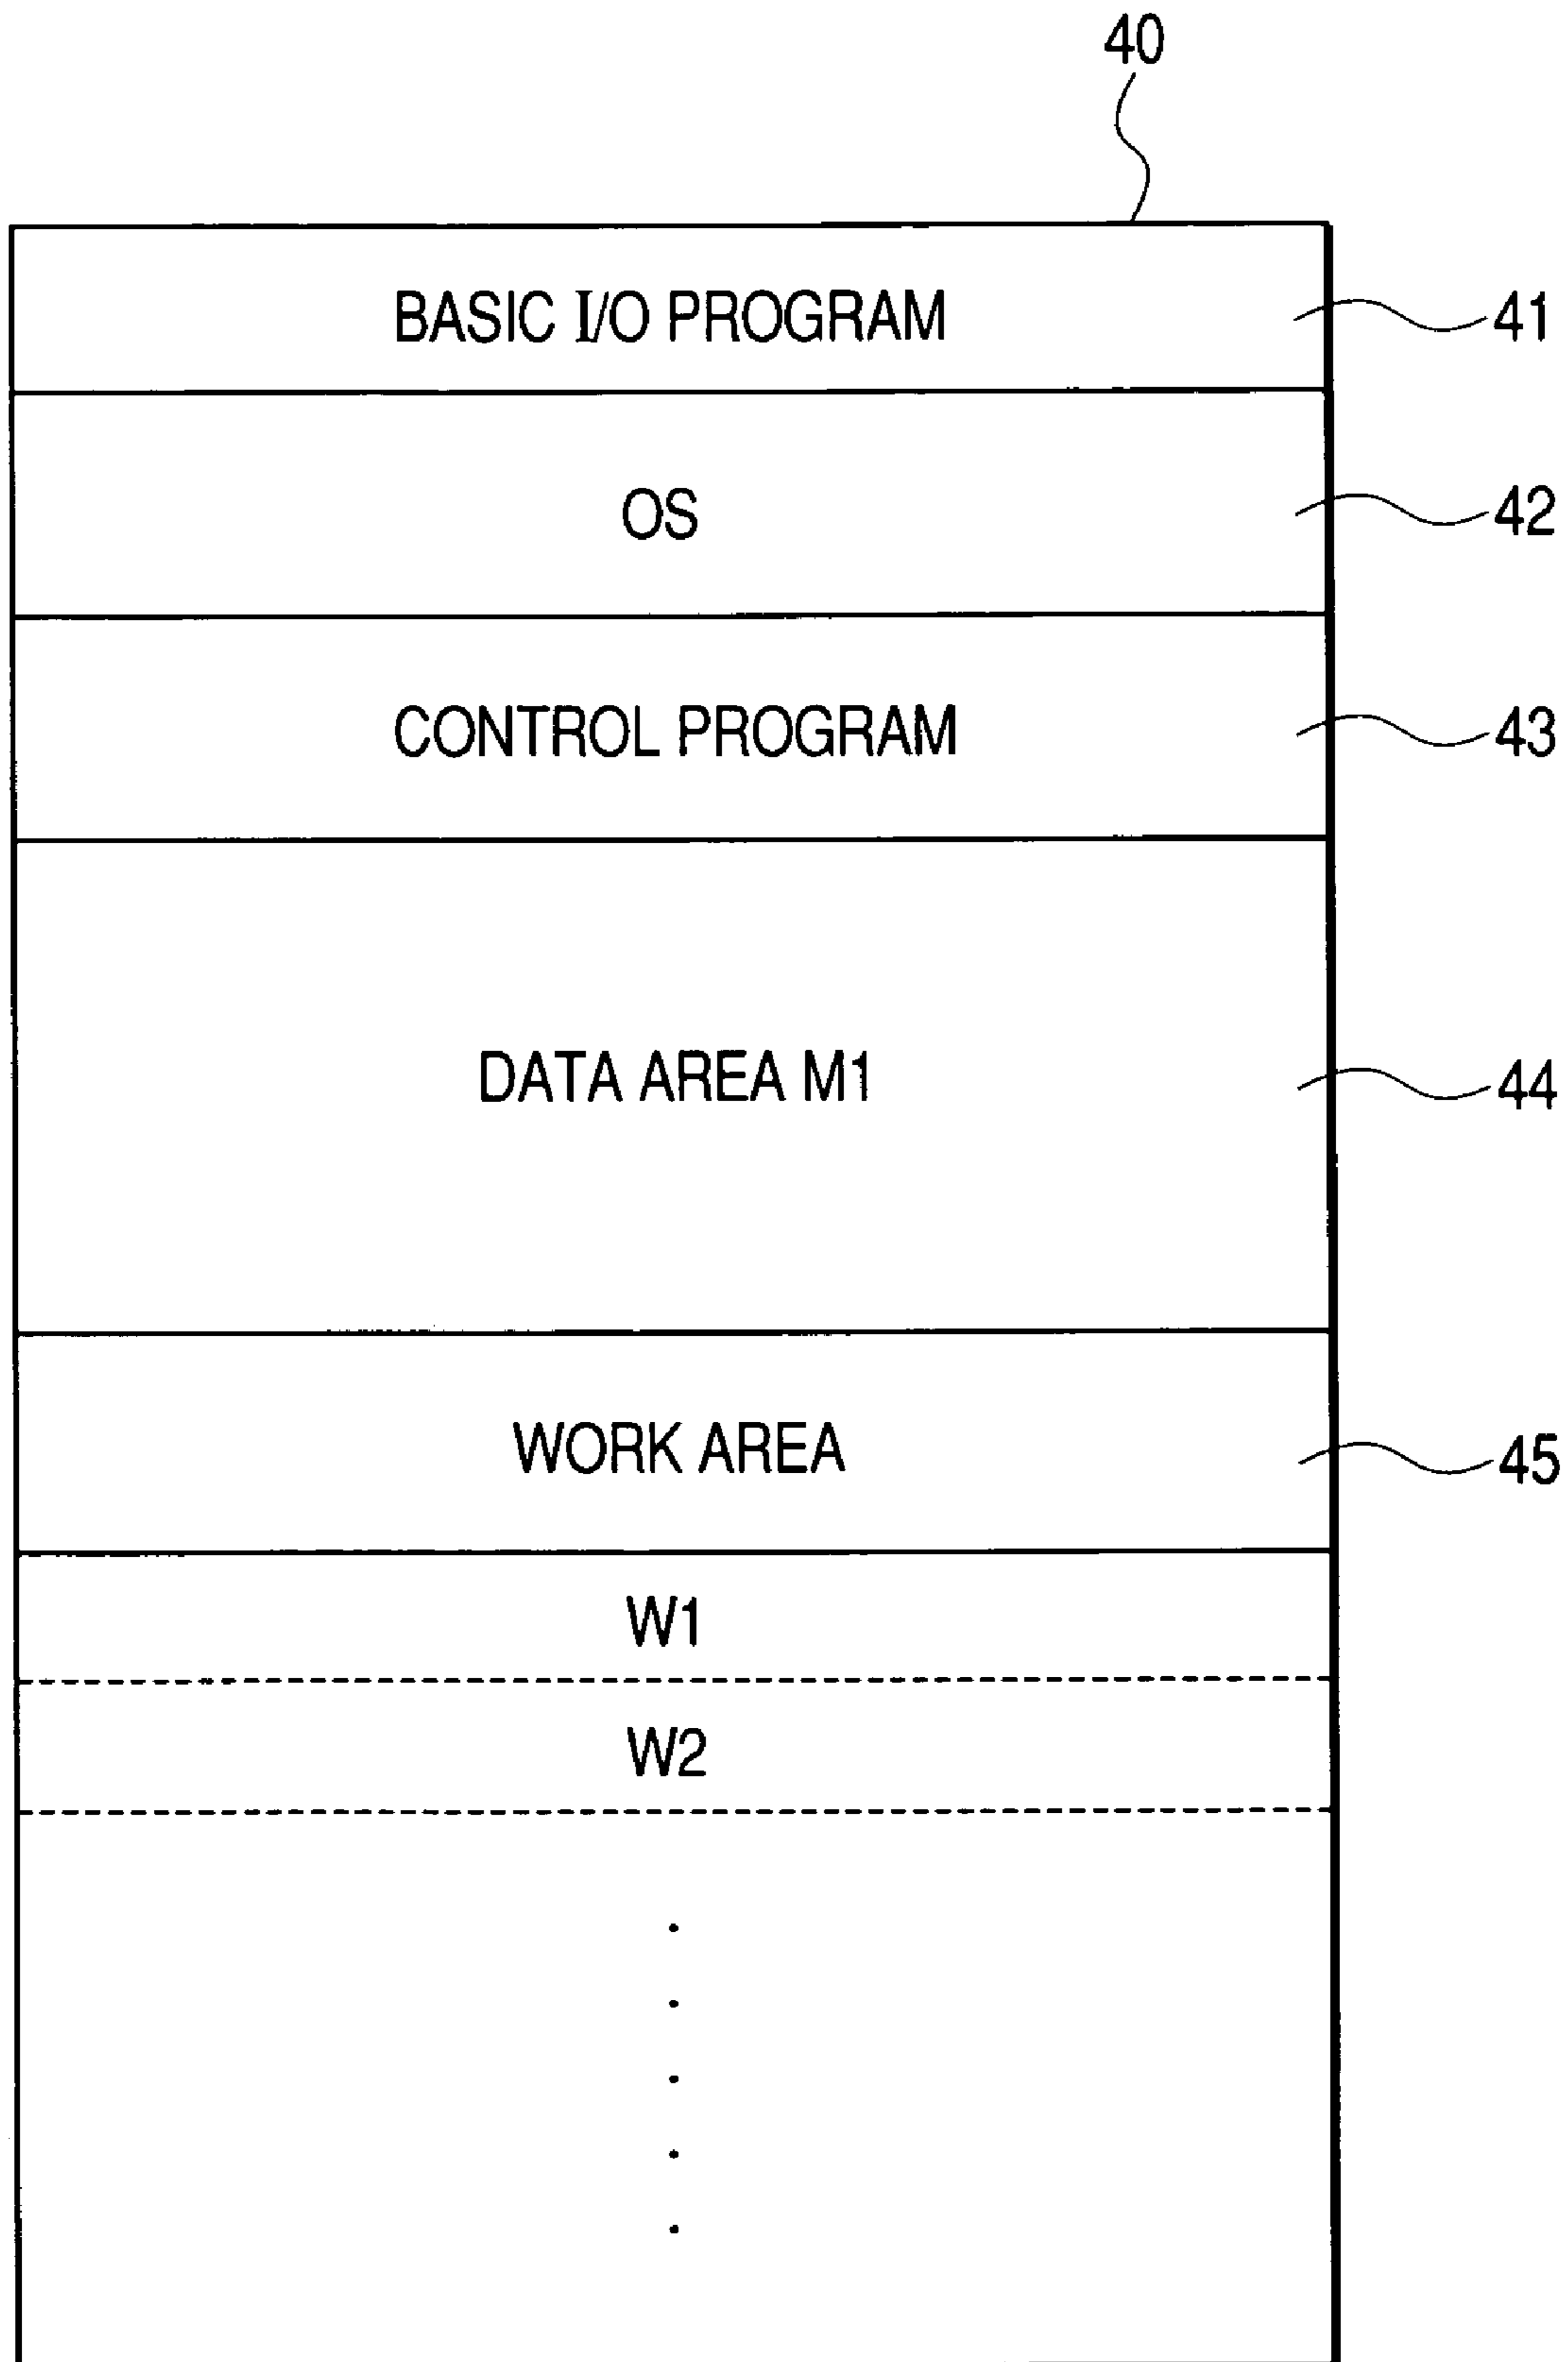 40
BASIC I/O PROGRAM 41
OS 42
CONTROL PROGRAM 43
DATA AREA M1 44
WORK AREA 45
W1
W2